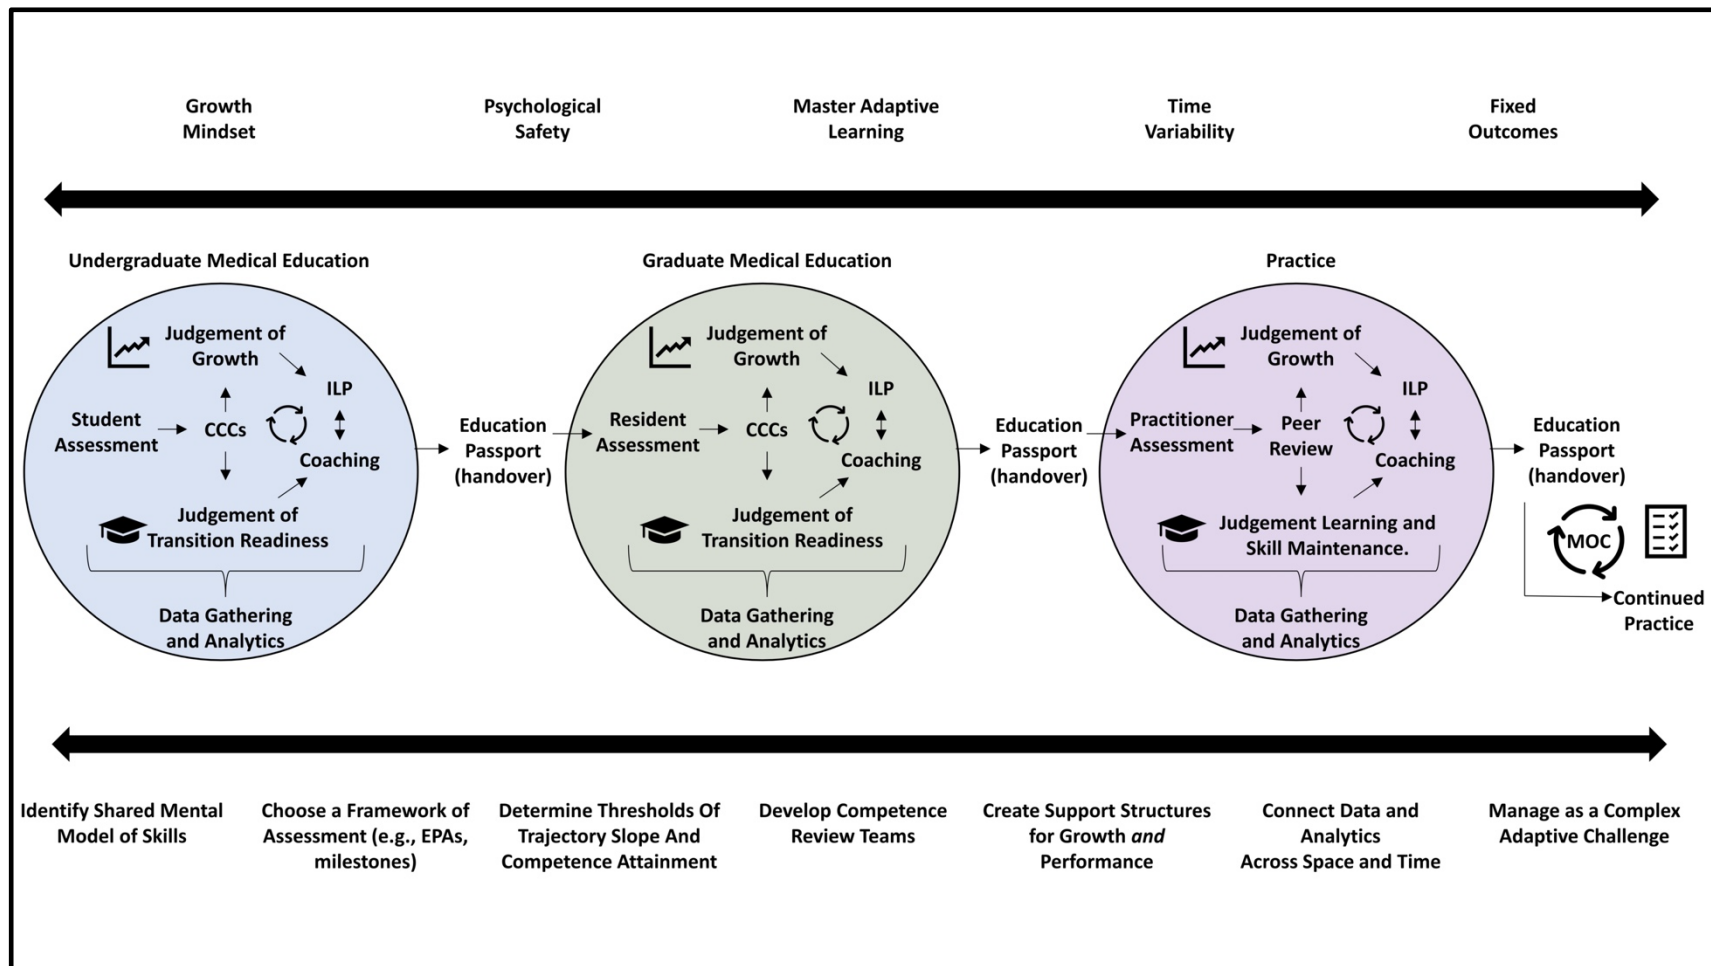 Growth
Mindset
Psychological
Safety
Master Adaptive
Learning
Time
Variability
Fixed
Outcomes
Undergraduate Medical Education
Judgement of
Growth
ILP
Student
Assessment
CCCs
Coaching
Judgement of
Transition Readiness
Data Gathering
and Analytics
Education
Passport
(handover)
Graduate Medical Education
Judgement of
Growth
ILP
Resident
Assessment
CCCs
Coaching
Judgement of
Transition Readiness
Data Gathering
and Analytics
Education
Passport
(handover)
Practice
Judgement of
Growth
ILP
Practitioner
Assessment
Peer
Review
Coaching
Judgement Learning and
Skill Maintenance.
Data Gathering
and Analytics
Education
Passport
(handover)
MOC
Continued
Practice
Identify Shared Mental
Model of Skills
Choose a Framework of
Assessment (e.g., EPAs,
milestones)
Determine Thresholds Of
Trajectory Slope And
Competence Attainment
Develop Competence
Review Teams
Create Support Structures
for Growth and
Performance
Connect Data and
Analytics
Across Space and Time
Manage as a Complex
Adaptive Challenge